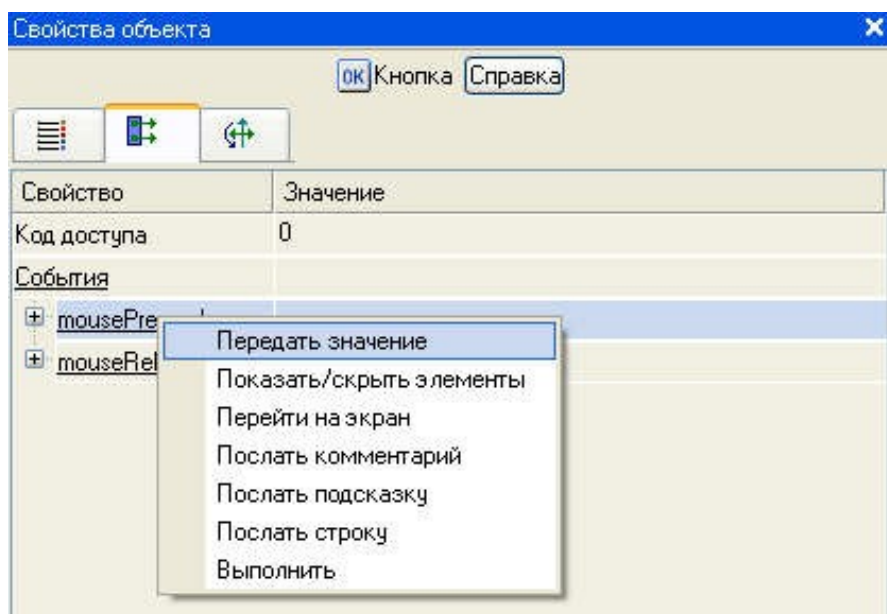 Свойства объекта
ОК Кнопка Справка
Свойство Значение
Код доступа 0
События
Передать значение
Показать/скрыть элементы
Перейти на экран
Послать комментарий
Послать подсказку
Послать строку
Выполнить